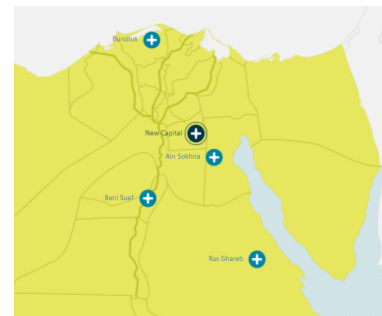 Burullus
New Capital
Ain Sokhna
Beni Suef
Ras Ghareb